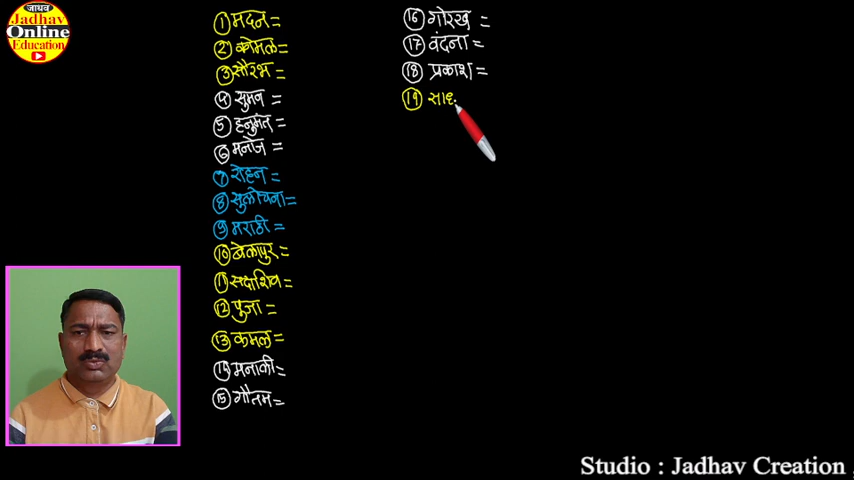 जाधव
Jadhav
Online
Education
① मदन =
② कोमल =
③ सौरभ =
④ सुमन =
⑤ हनुमंत =
⑥ मनोज =
⑦ रोहन =
⑧ सुलोचना =
⑨ मराठी =
⑩ बेलापुर =
⑪ सदाशिव =
⑫ पुजा =
⑬ कमल =
⑭ मनाकी =
⑮ गौतम =
⑯ गोरख =
⑰ वंदना =
⑱ प्रकाश =
⑲
Studio : Jadhav Creation